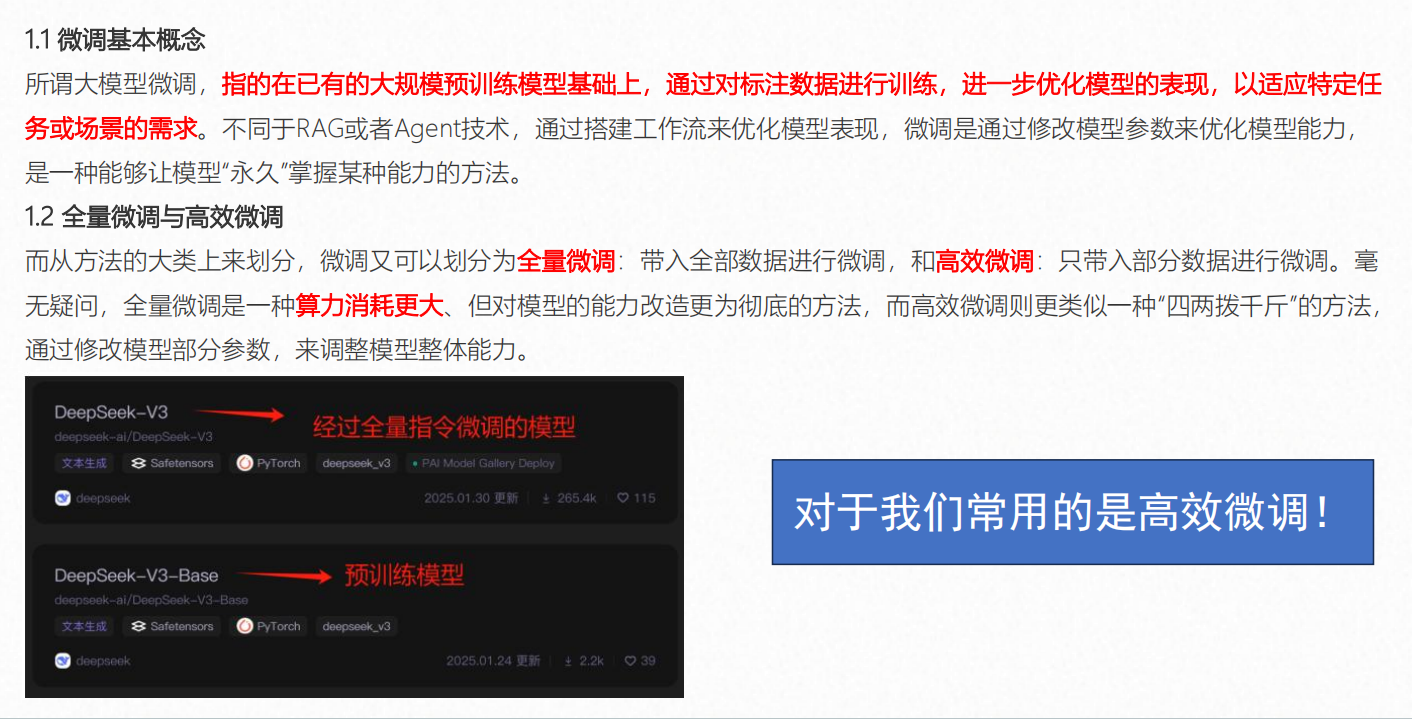 1.1 微调基本概念
所谓大模型微调，指的在已有的大规模预训练模型基础上，通过对标注数据进行训练，进一步优化模型的表现，以适应特定任
务或场景的需求。不同于RAG或者Agent技术，通过搭建工作流来优化模型表现，微调是通过修改模型参数来优化模型能力，
是一种能够让模型“永久”掌握某种能力的方法。
1.2 全量微调与高效微调
而从方法的大类上来划分，微调又可以划分为全量微调：带入全部数据进行微调，和高效微调：只带入部分数据进行微调。毫
无疑问，全量微调是一种算力消耗更大、但对模型的能力改造更为彻底的方法，而高效微调则更类似一种“四两拨千斤”的方法，
通过修改模型部分参数，来调整模型整体能力。
DeepSeek-V3
经过全量指令微调的模型
deepseek-ai/DeepSeek-V3
文本生成 Safetensors PyTorch deepseek_v3 PAI Model Gallery Deploy
deepseek 2025.01.30 更新 265.4k 115
对于我们常用的是高效微调！
DeepSeek-V3-Base 预训练模型
deepseek-ai/DeepSeek-V3-Base
文本生成 Safetensors PyTorch deepseek_v3
deepseek 2025.01.24 更新 2.2k 39